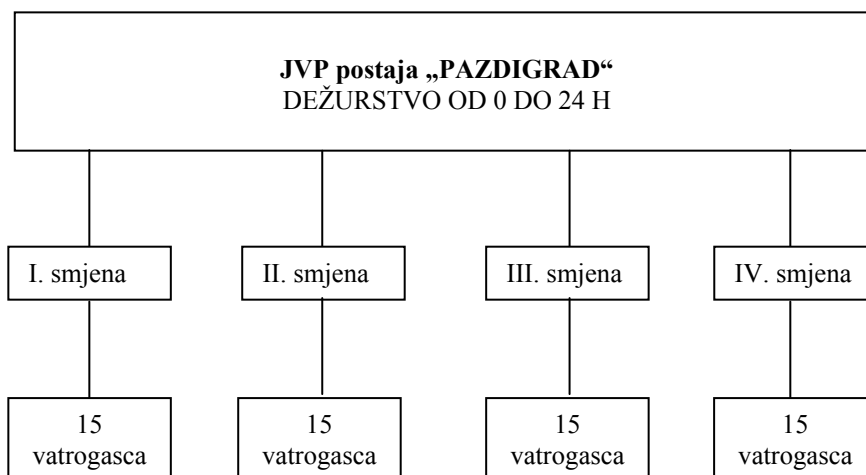 JVP postaja „PAZDIGRAD“
DEŽURSTVO OD 0 DO 24 H
I. smjena
II. smjena
III. smjena
IV. smjena
15
vatrogasca
15
vatrogasca
15
vatrogasca
15
vatrogasca